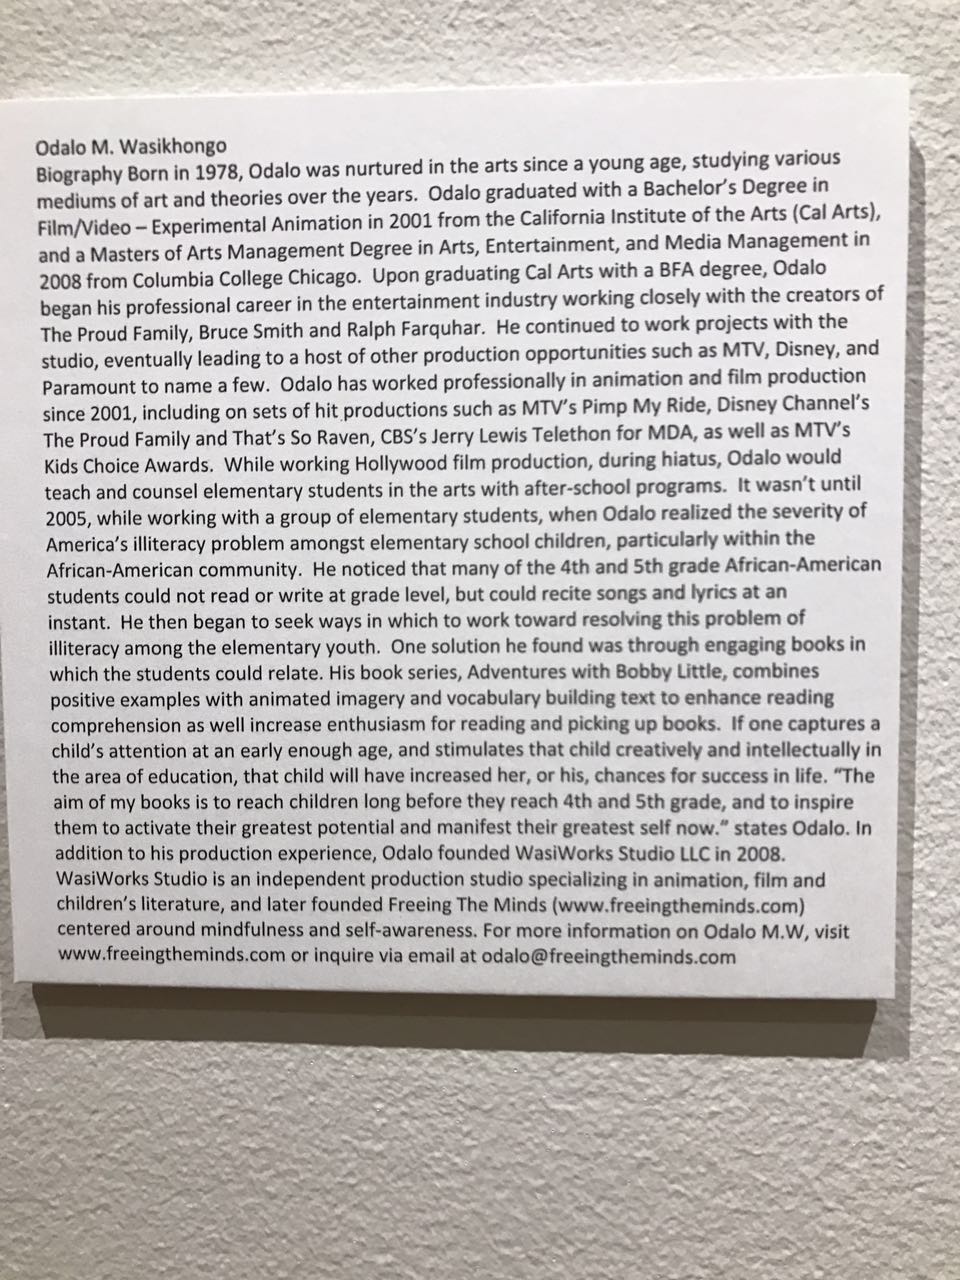 Odalo M. Wasikhongo
Biography Born in 1978, Odalo was nurtured in the arts since a young age, studying various
mediums of art and theories over the years.  Odalo graduated with a Bachelor's Degree in
Film/Video – Experimental Animation in 2001 from the California Institute of the Arts (Cal Arts),
and a Masters of Arts Management Degree in Arts, Entertainment, and Media Management in
2008 from Columbia College Chicago.  Upon graduating Cal Arts with a BFA degree, Odalo
began his professional career in the entertainment industry working closely with the creators of
The Proud Family, Bruce Smith and Ralph Farquhar.  He continued to work projects with the
studio, eventually leading to a host of other production opportunities such as MTV, Disney, and
Paramount to name a few.  Odalo has worked professionally in animation and film production
since 2001, including on sets of hit productions such as MTV's Pimp My Ride, Disney Channel's
The Proud Family and That's So Raven, CBS's Jerry Lewis Telethon for MDA, as well as MTV's
Kids Choice Awards.  While working Hollywood film production, during hiatus, Odalo would
teach and counsel elementary students in the arts with after-school programs.  It wasn't until
2005, while working with a group of elementary students, when Odalo realized the severity of
America's illiteracy problem amongst elementary school children, particularly within the
African-American community.  He noticed that many of the 4th and 5th grade African-American
students could not read or write at grade level, but could recite songs and lyrics at an
instant.  He then began to seek ways in which to work toward resolving this problem of
illiteracy among the elementary youth.  One solution he found was through engaging books in
which the students could relate. His book series, Adventures with Bobby Little, combines
positive examples with animated imagery and vocabulary building text to enhance reading
comprehension as well increase enthusiasm for reading and picking up books.  If one captures a
child's attention at an early enough age, and stimulates that child creatively and intellectually in
the area of education, that child will have increased her, or his, chances for success in life. "The
aim of my books is to reach children long before they reach 4th and 5th grade, and to inspire
them to activate their greatest potential and manifest their greatest self now." states Odalo. In
addition to his production experience, Odalo founded WasiWorks Studio LLC in 2008.
WasiWorks Studio is an independent production studio specializing in animation, film and
children's literature, and later founded Freeing The Minds (www.freeingtheminds.com)
centered around mindfulness and self-awareness. For more information on Odalo M.W, visit
www.freeingtheminds.com or inquire via email at odalo@freeingtheminds.com